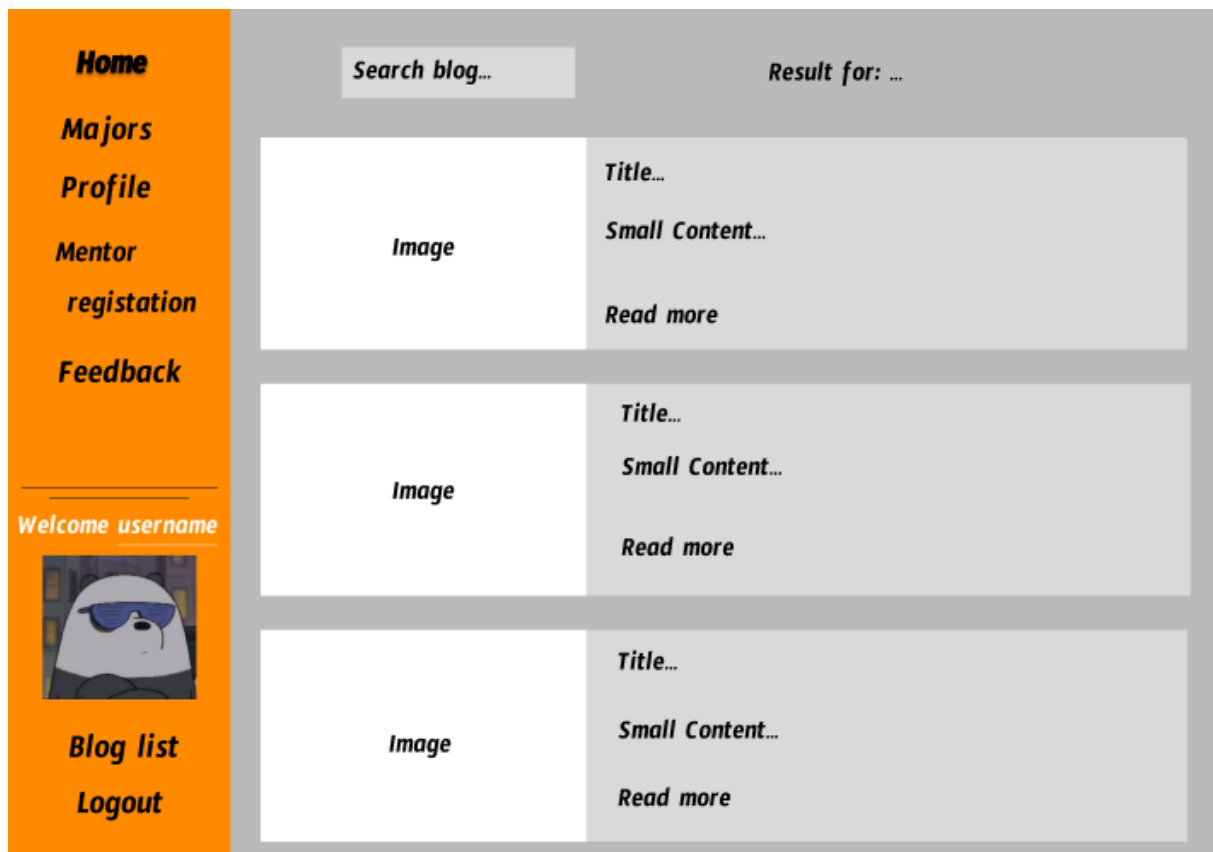 Home
Majors
Profile
Mentor
registation
Feedback
Welcome username
Blog list
Logout
Search blog...
Result for: ...
Image
Title...
Small Content...
Read more
Image
Title...
Small Content...
Read more
Image
Title...
Small Content...
Read more